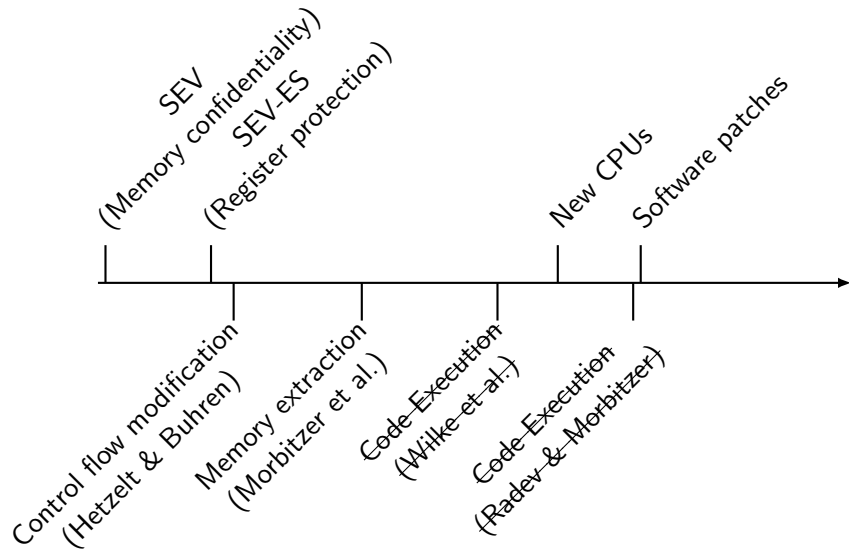 SEV
(Memory confidentiality)
SEV-ES
(Register protection)
New CPUs
Software patches
Control flow modification
(Hetzelt & Buhren)
Memory extraction
(Morbitzer et al.)
Code Execution
(Wilke et al.)
Code Execution
(Radev & Morbitzer)